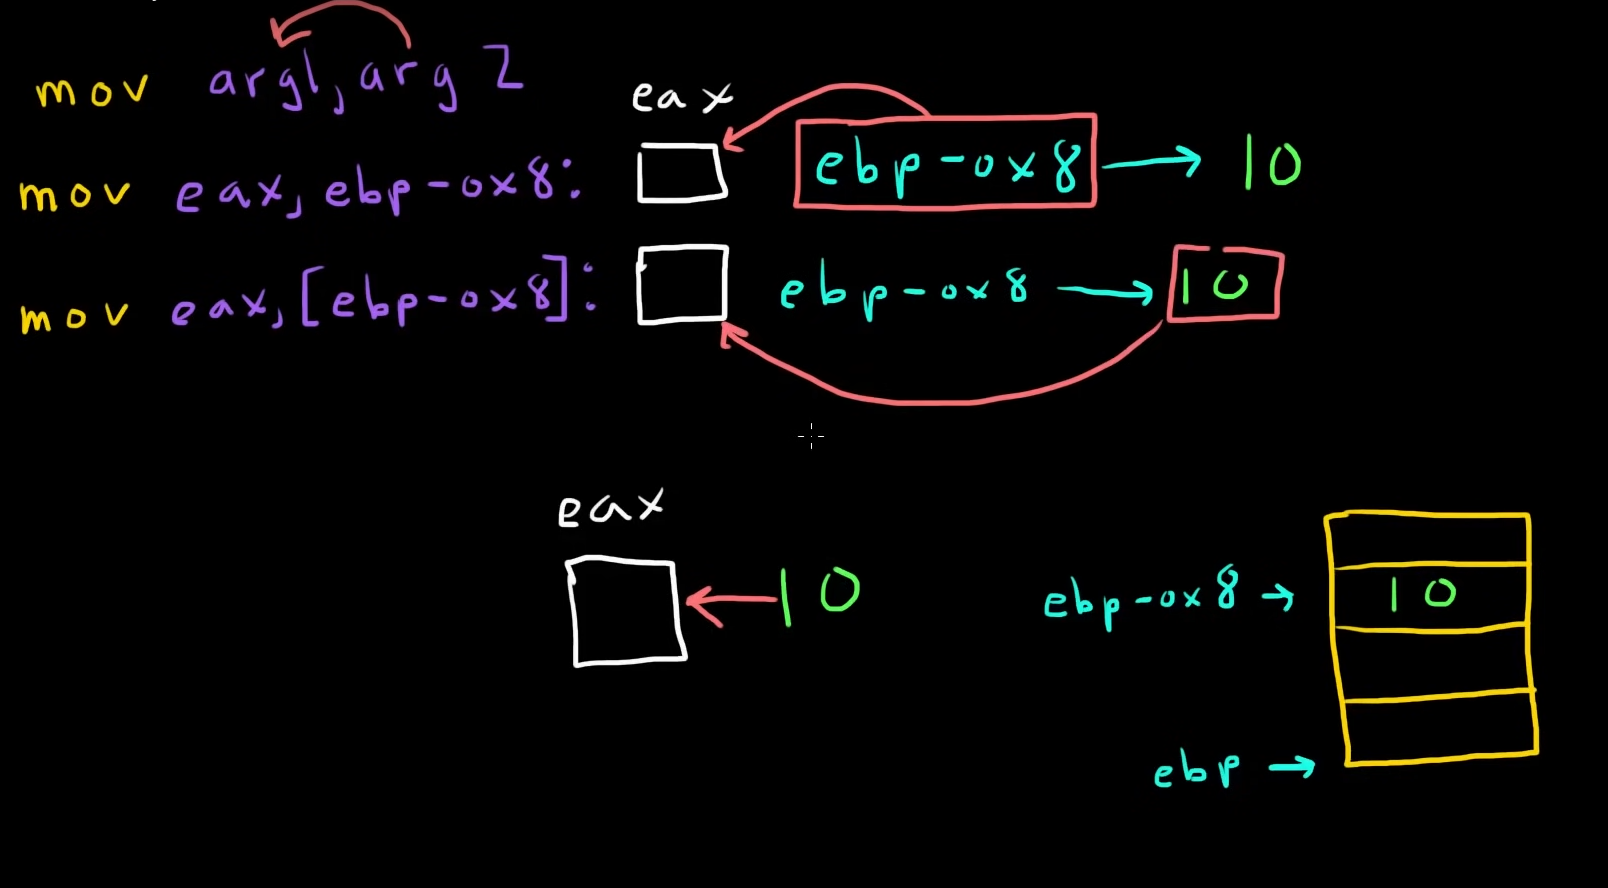 mov arg1, arg 2
eax
mov eax, ebp-0x8:
ebp-0x8 → 10
mov eax, [ebp-0x8]:
ebp-0x8 → 10
eax
← 10
ebp-0x8 →
10
ebp →